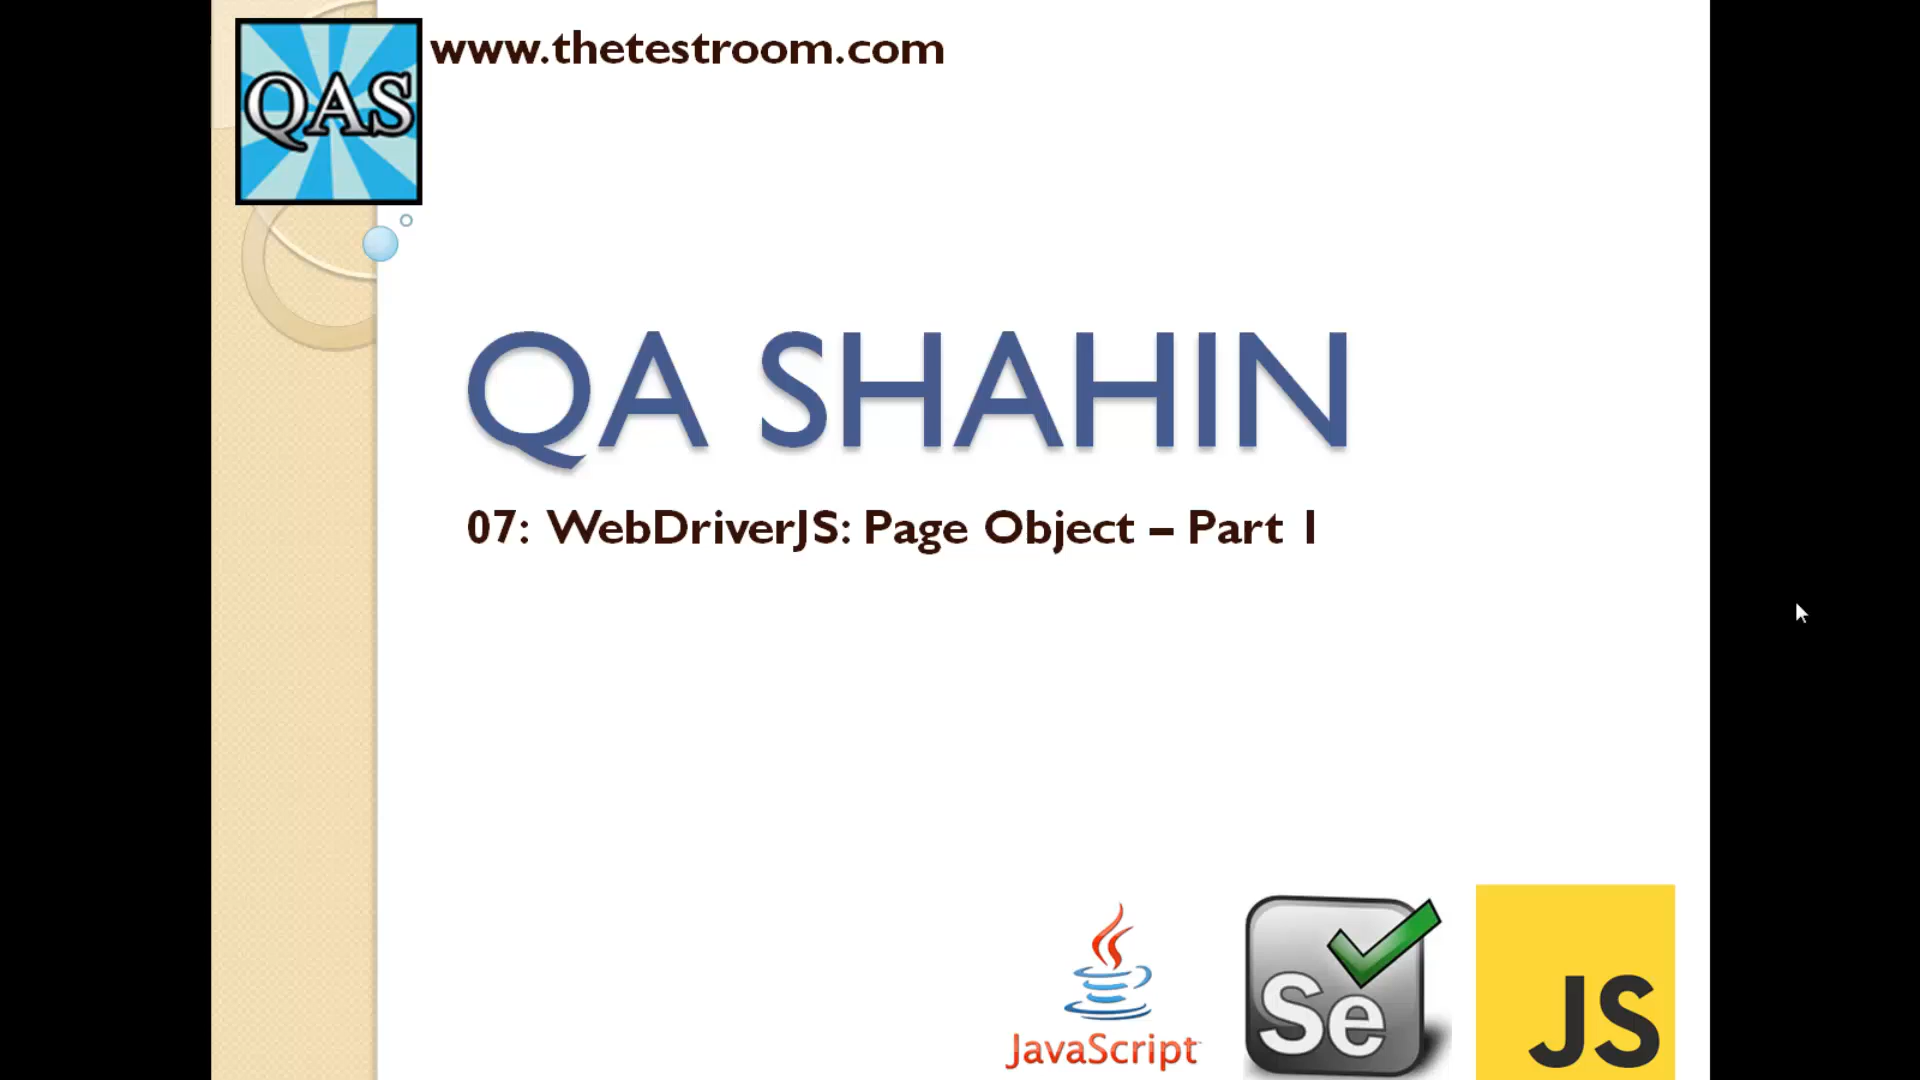 www.thetestroom.com
QAS
QA SHAHIN
07: WebDriverJS: Page Object – Part 1
JavaScript
Se
JS